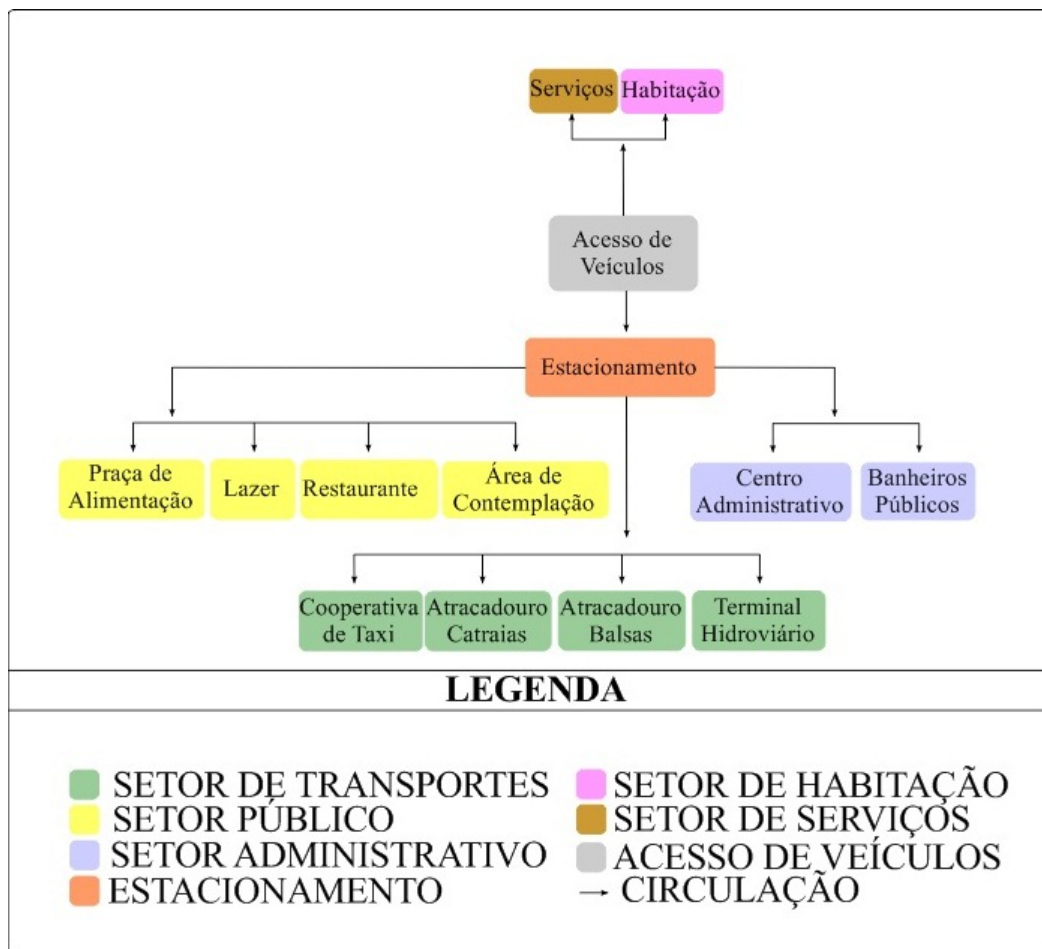 Serviços
Habitação
Acesso de
Veículos
Estacionamento
Praça de
Alimentação
Lazer
Restaurante
Área de
Contemplação
Centro
Administrativo
Banheiros
Públicos
Cooperativa
de Taxi
Atracadouro
Catraias
Atracadouro
Balsas
Terminal
Hidroviário
LEGENDA
SETOR DE TRANSPORTES
SETOR PÚBLICO
SETOR ADMINISTRATIVO
ESTACIONAMENTO
SETOR DE HABITAÇÃO
SETOR DE SERVIÇOS
ACESSO DE VEÍCULOS
CIRCULAÇÃO